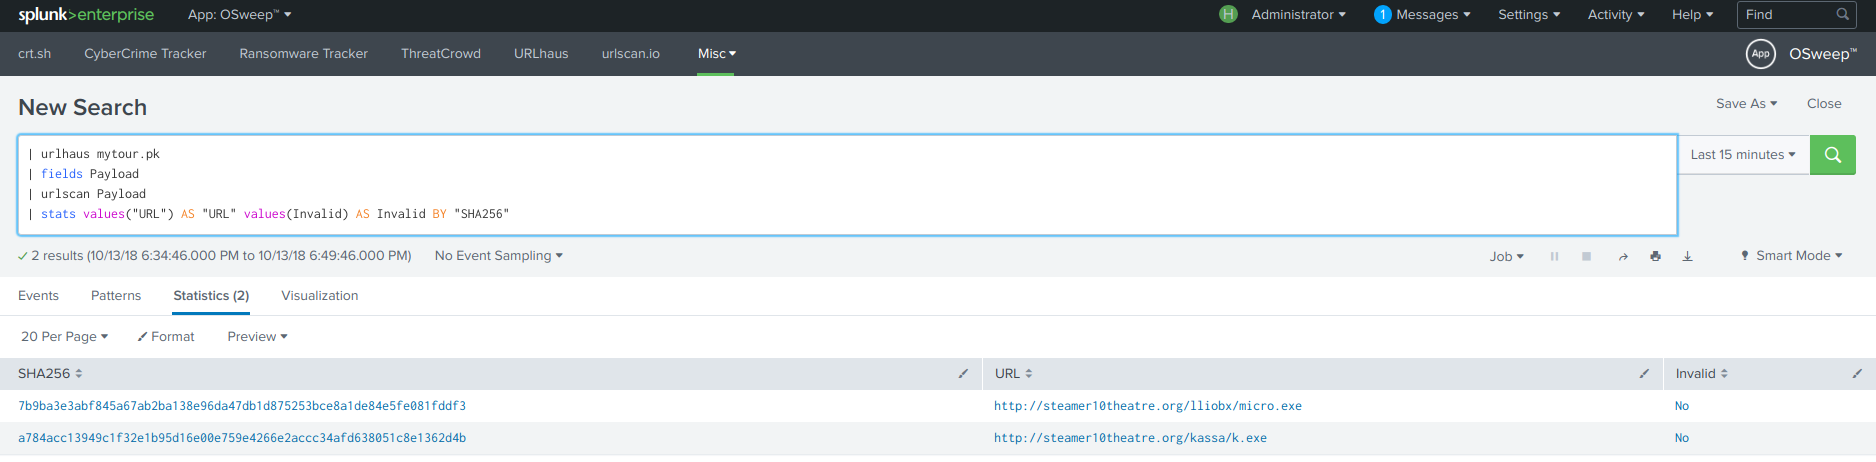 splunk>enterprise App: OSweep™ H Administrator 1 Messages Settings Activity Help Find
crt.sh CyberCrime Tracker Ransomware Tracker ThreatCrowd URLhaus urlscan.io Misc App OSweep™
New Search Save As Close
| urlhaus mytour.pk Last 15 minutes
| fields Payload
| urlscan Payload
| stats values("URL") AS "URL" values(Invalid) AS Invalid BY "SHA256"
2 results (10/13/18 6:34:46.000 PM to 10/13/18 6:49:46.000 PM) No Event Sampling Job Smart Mode
Events Patterns Statistics (2) Visualization
20 Per Page Format Preview
SHA256 URL Invalid
7b9ba3e3abf845a67ab2ba138e96da47db1d875253bce8a1de84e5fe081fddf3 http://steamer10theatre.org/lliobx/micro.exe No
a784acc13949c1f32e1b95d16e00e759e4266e2accc34afd638051c8e1362d4b http://steamer10theatre.org/kassa/k.exe No